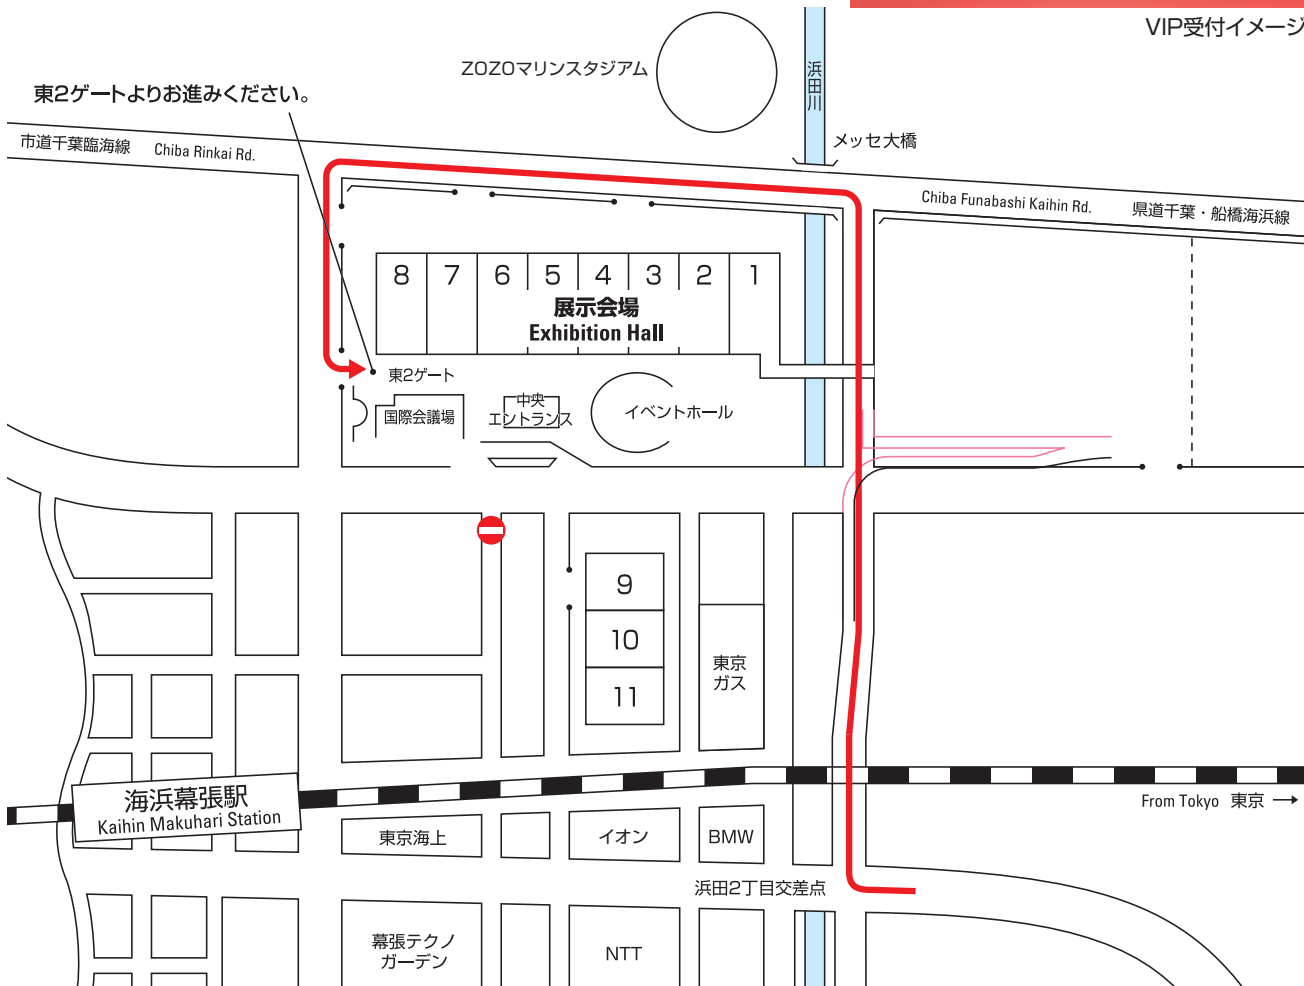 VIP受付イメージ
ZOZOマリンスタジアム
浜田川
東2ゲートよりお進みください。
メッセ大橋
市道千葉臨海線 Chiba Rinkai Rd.
Chiba Funabashi Kaihin Rd. 県道千葉・船橋海浜線
8 7 6 5 4 3 2 1
展示会場
Exhibition Hall
東2ゲート
国際会議場
中央
エントランス
イベントホール
9
10
11
東京
ガス
海浜幕張駅
Kaihin Makuhari Station
From Tokyo 東京
東京海上
イオン
BMW
浜田2丁目交差点
幕張テクノ
ガーデン
NTT